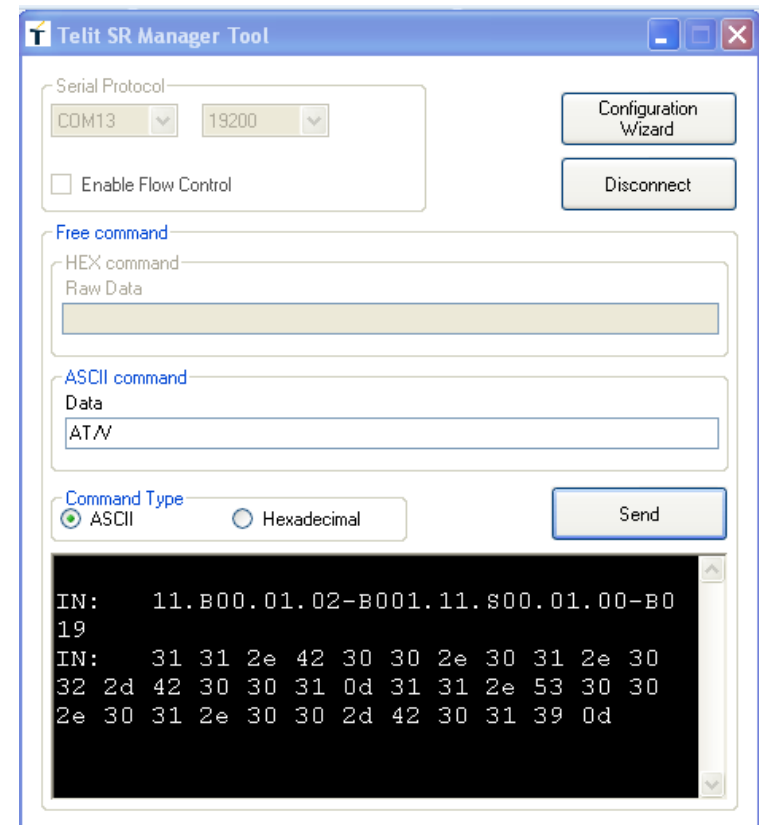 Telit SR Manager Tool
Serial Protocol
COM13 19200
Configuration
Wizard
Enable Flow Control
Disconnect
Free command
HEX command
Raw Data
ASCII command
Data
AT/V
Command Type
ASCII Hexadecimal
Send
IN: 11.B00.01.02-B001.11.S00.01.00-B0
19
IN: 31 31 2e 42 30 30 2e 30 31 2e 30
32 2d 42 30 30 31 0d 31 31 2e 53 30 30
2e 30 31 2e 30 30 2d 42 30 31 39 0d